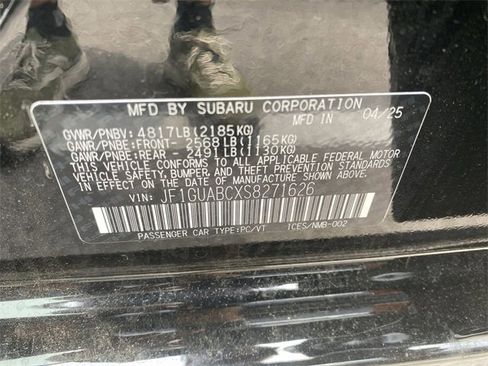 MFD BY SUBARU CORPORATION
MFD IN 04/25
GVWR/PNBV: 4817LB(2185KG)
GAWR/PNBE:FRONT- 2568LB(1165KG)
GAWR/PNBE:REAR - 2491LB(1130KG)
THIS VEHICLE CONFORMS TO ALL APPLICABLE FEDERAL MOTOR
VEHICLE SAFETY, BUMPER, AND THEFT PREVENTION STANDARDS
IN EFFECT ON THE DATE OF MANUFACTURE SHOWN ABOVE.
VIN: JF1GUABCXS8271626
PASSENGER CAR TYPE:PC/VT ICES/NMB-002